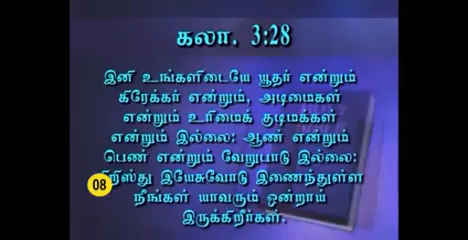 கலா. 3:28
இனி உங்களிடையே யூதர் என்றும்
கிரேக்கர் என்றும், அடிமைகள்
என்றும் உரிமைக் குடிமக்கள்
என்றும் இல்லை: ஆண் என்றும்
பெண் என்றும் வேறுபாடு இல்லை:
08 இயேசுவோடு இணைந்துள்ள
நீங்கள் யாவரும் ஒன்றாய்
இருக்கிறீர்கள்.